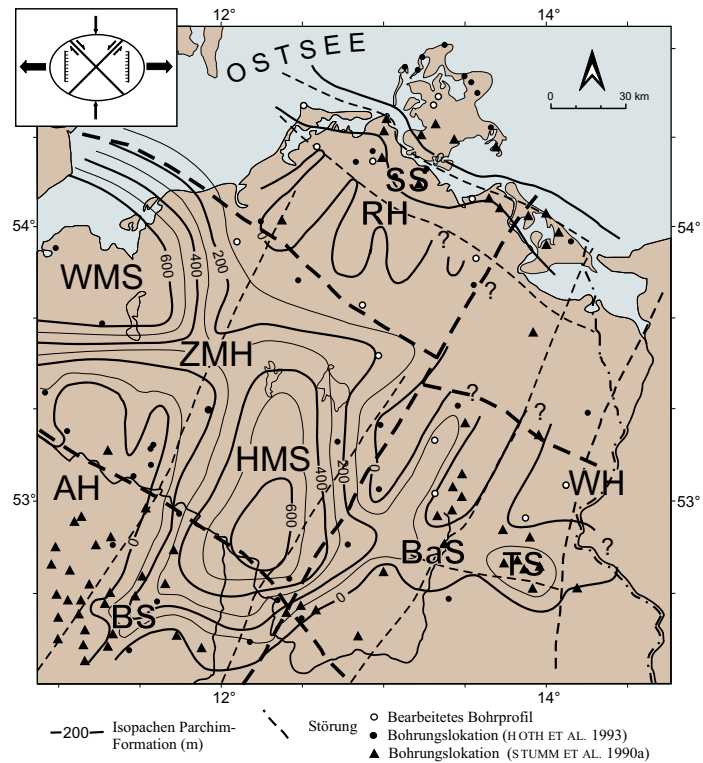 12°
14°
OSTSEE
0 30 km
54°
54°
SS
RH
0
?
?
WMS
600
400
200
ZMH
HMS
600
400
200
0
?
?
53°
53°
AH
0
WH
BaS
TS
?
BS
0
12°
14°
200 Isopachen Parchim-
Formation (m)
Störung
Bearbeitetes Bohrprofil
Bohrungslokation (HOTH ET AL. 1993)
Bohrungslokation (STUMM ET AL. 1990a)